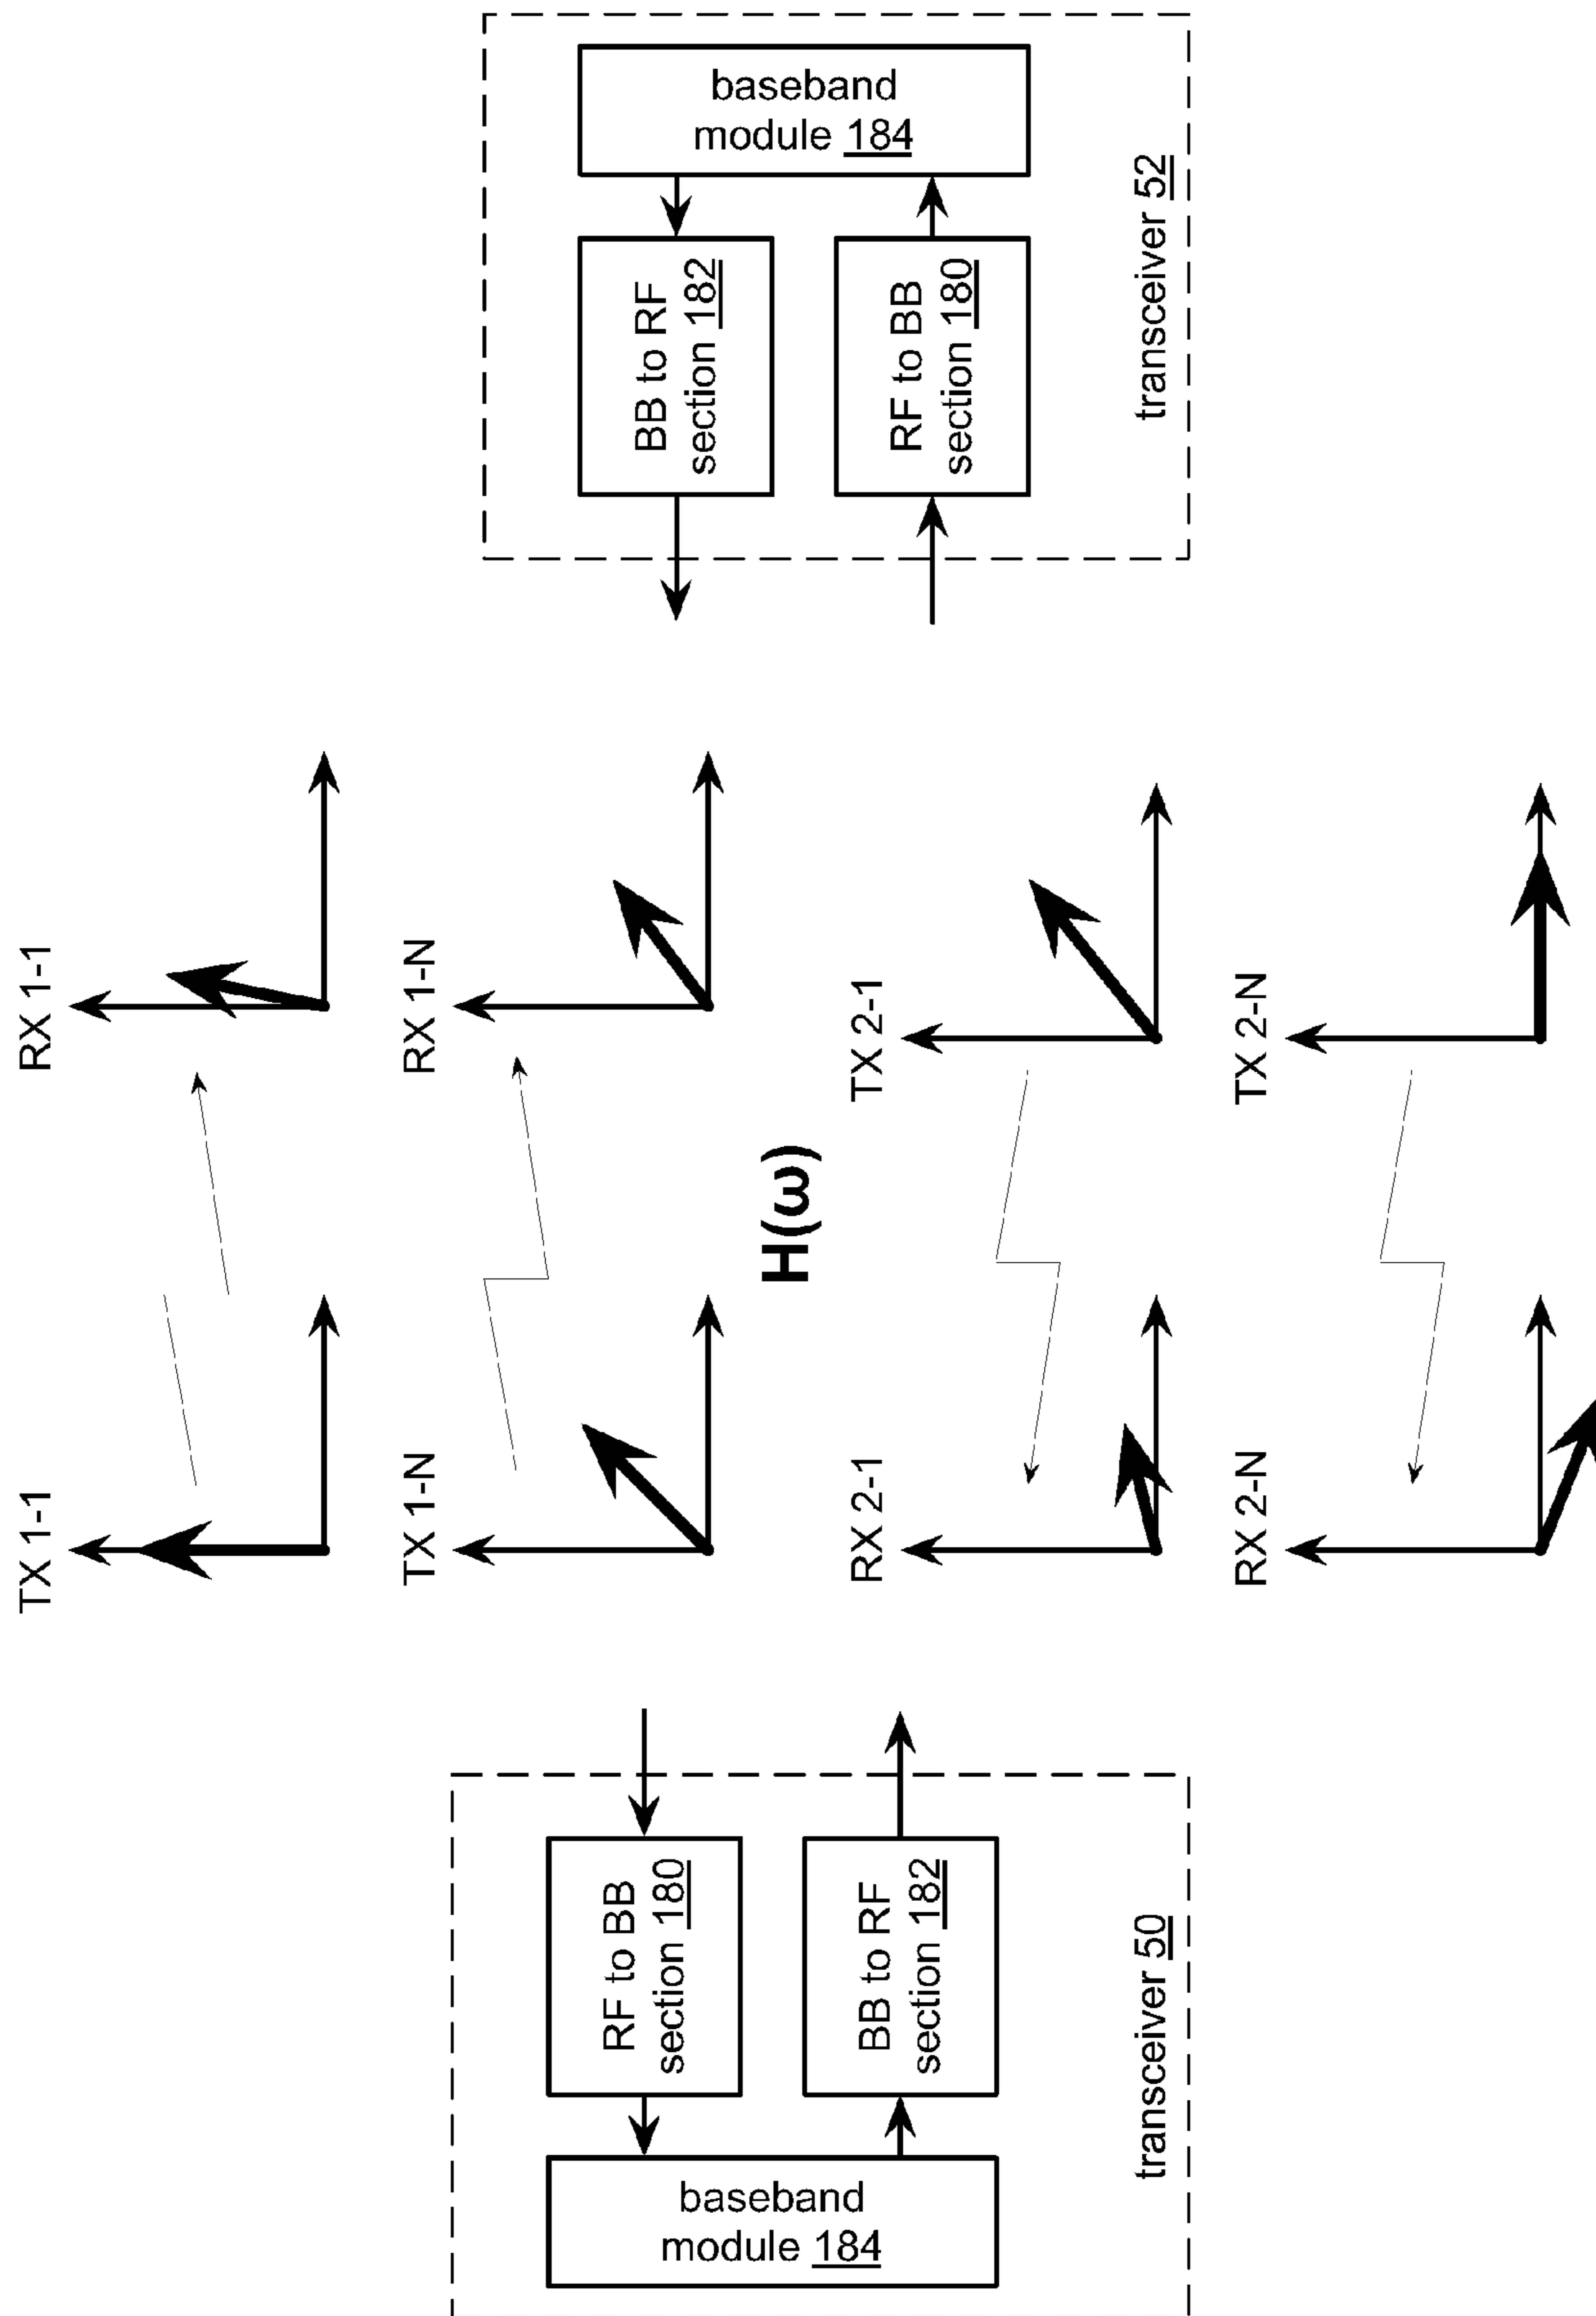 TX 1-1
RX 1-1
TX 1-N
RX 1-N
H(ω)
RX 2-1
TX 2-1
RX 2-N
TX 2-N
baseband
module 184
RF to BB
section 180
BB to RF
section 182
transceiver 50
BB to RF
section 182
RF to BB
section 180
baseband
module 184
transceiver 52